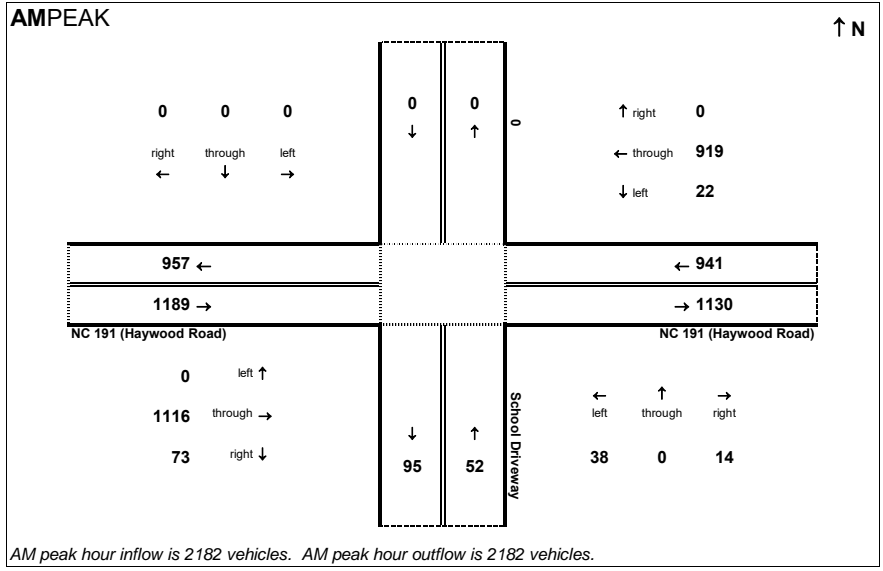 AMPEAK
↑ N
0 0 0
right through left
← ↓ →
0 0
↓ ↑
0
↑ right 0
← through 919
↓ left 22
957 ←
← 941
1189 →
→ 1130
NC 191 (Haywood Road)
NC 191 (Haywood Road)
0 left ↑
1116 through →
73 right ↓
↓ ↑
95 52
School Driveway
← ↑ →
left through right
38 0 14
AM peak hour inflow is 2182 vehicles. AM peak hour outflow is 2182 vehicles.